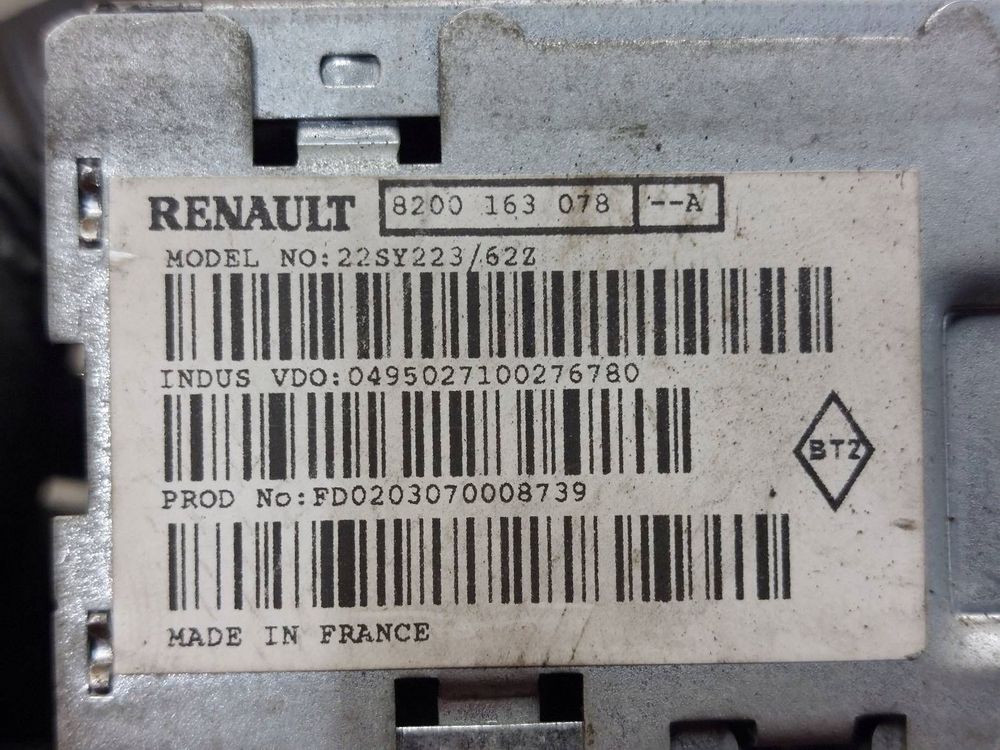 RENAULT 8200 163 078 --A
MODEL NO:22SY223/62Z
INDUS VDO:0495027100276780
PROD No:FD0203070008739
BTZ
MADE IN FRANCE